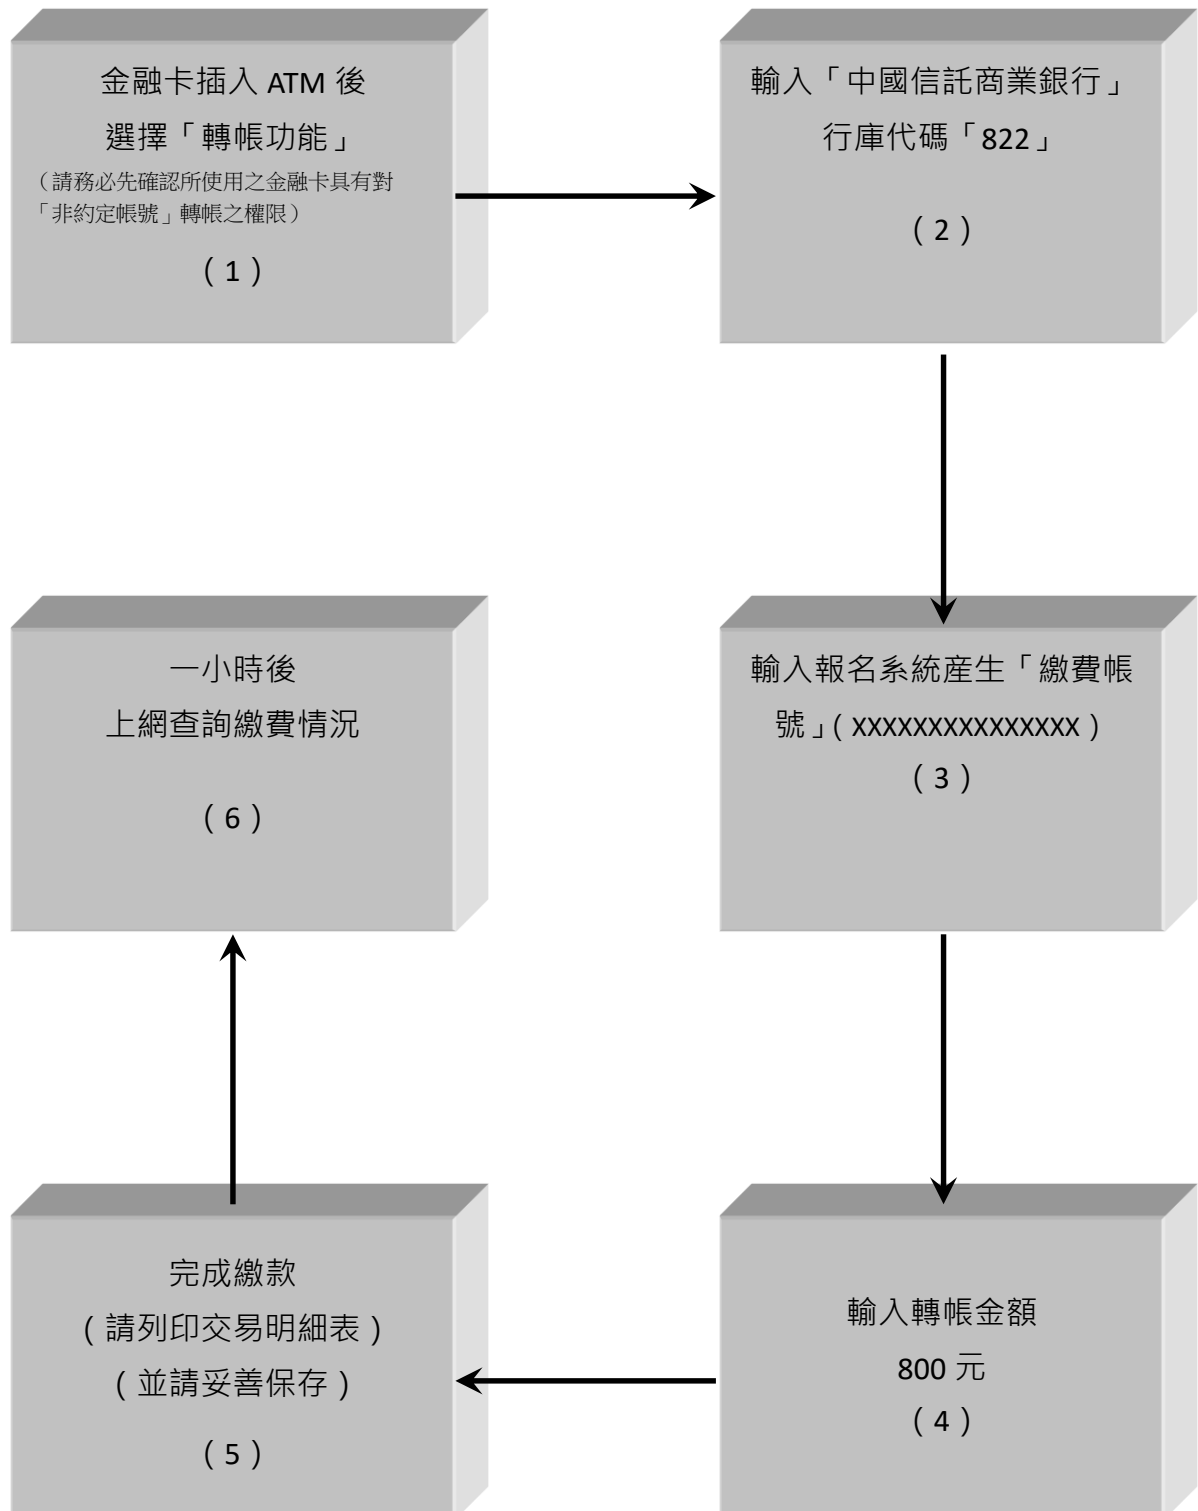 金融卡插入 ATM 後
選擇「轉帳功能」
（請務必先確認所使用之金融卡具有對
「非約定帳號」轉帳之權限）
（1）
輸入「中國信託商業銀行」
行庫代碼「822」
（2）
輸入報名系統產生「繳費帳
號」（XXXXXXXXXXXXXXX）
（3）
輸入轉帳金額
800 元
（4）
完成繳款
（請列印交易明細表）
（並請妥善保存）
（5）
一小時後
上網查詢繳費情況
（6）